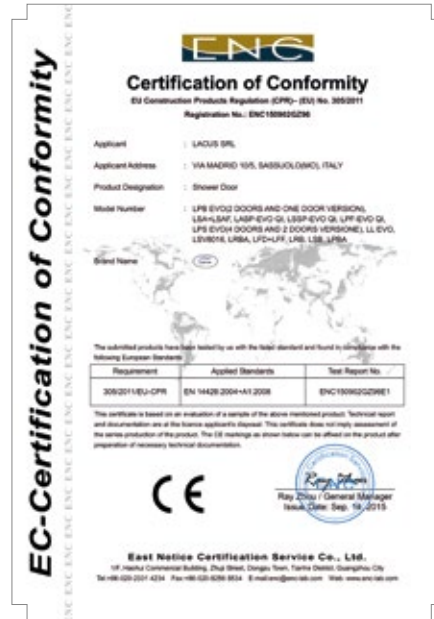 EC-Certification of Conformity
ENC
Certification of Conformity
EU Construction Products Regulation (CPR)– (EU) No. 305/2011
Registration No.: ENC150902GZ96
Applicant : LACUS SRL
Applicant Address : VIA MADRID 10/5, SASSUOLO(MO), ITALY
Product Designation : Shower Door
Model Number : LPB EVO(2 DOORS AND ONE DOOR VERSION),
LSA+LSAF, LASP-EVO QI, LSSP-EVO QI, LPF-EVO QI,
LPS EVO(4 DOORS AND 2 DOORS VERSIONE), LL EVO,
LSV6016, LRBA, LFD+LFF, LRB, LSB, LPBA
Brand Name :
The submitted products have been tested by us with the listed standard and found in compliance with the
following European Standards
Requirement Applied Standards Test Report No.
305/2011/EU-CPR EN 14428:2004+A1:2008 ENC150902GZ96E1
This certificate is based on an evaluation of a sample of the above mentioned product. Technical report
and documentation are at the licence applicant's disposal. This certificate does not imply assessment of
the series production of the product. The CE markings as shown below can be affixed on the product after
preparation of necessary technical documentation.
CE
Ray Zhou / General Manager
Issue Date: Sep. 14, 2015
East Notice Certification Service Co., Ltd.